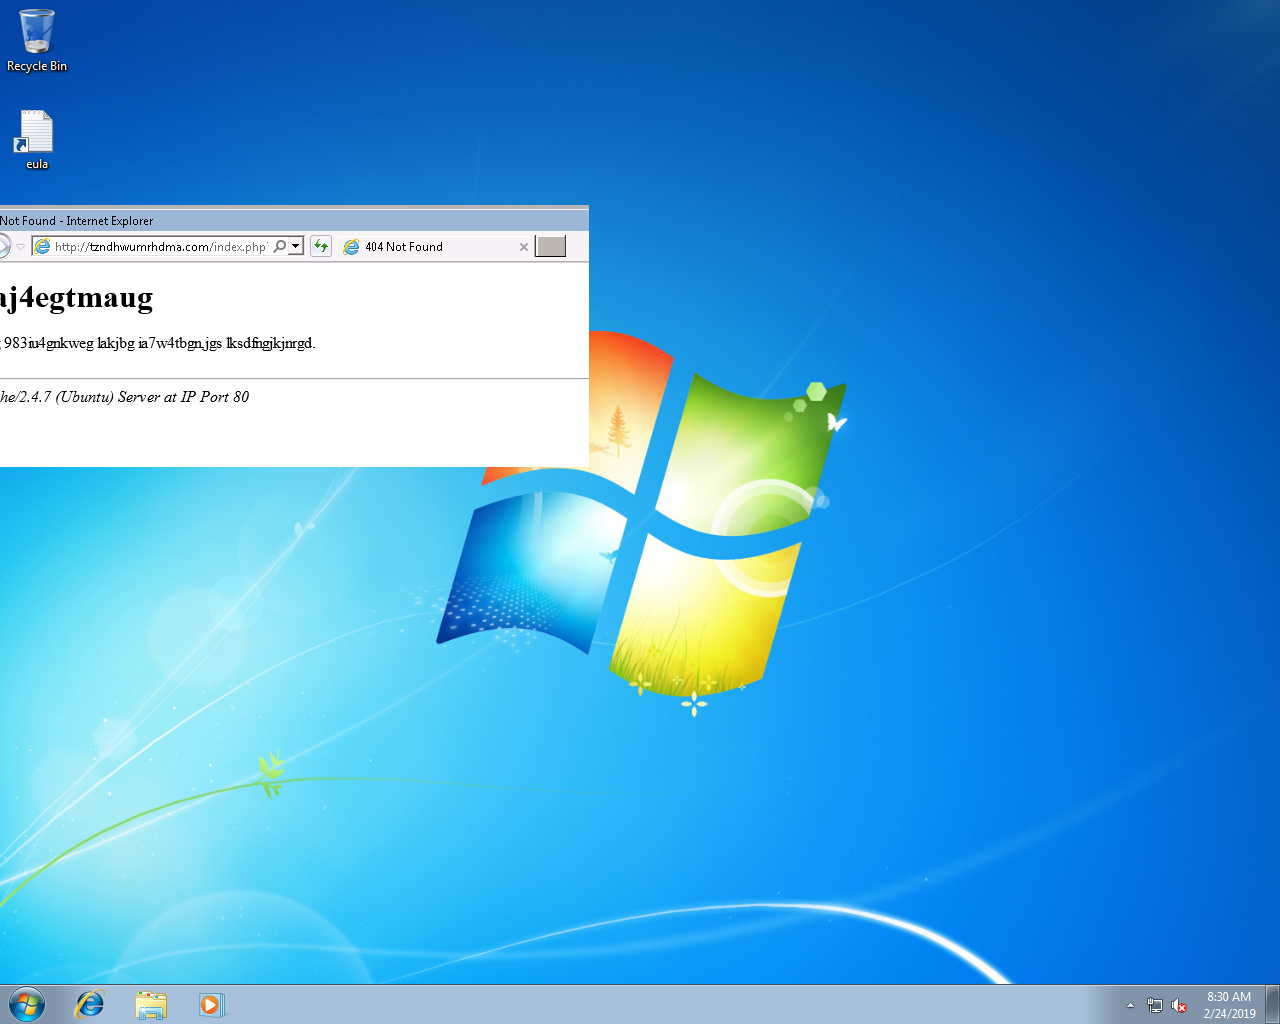 Recycle Bin
eula
Not Found - Internet Explorer
http://tzndhwumrhdma.com/index.php
404 Not Found
aj4egtmaug
983iu4gnkweg lakjbg ia7w4tbgn,jgs lksdfngjkjnrgd.
he/2.4.7 (Ubuntu) Server at IP Port 80
8:30 AM
2/24/2019